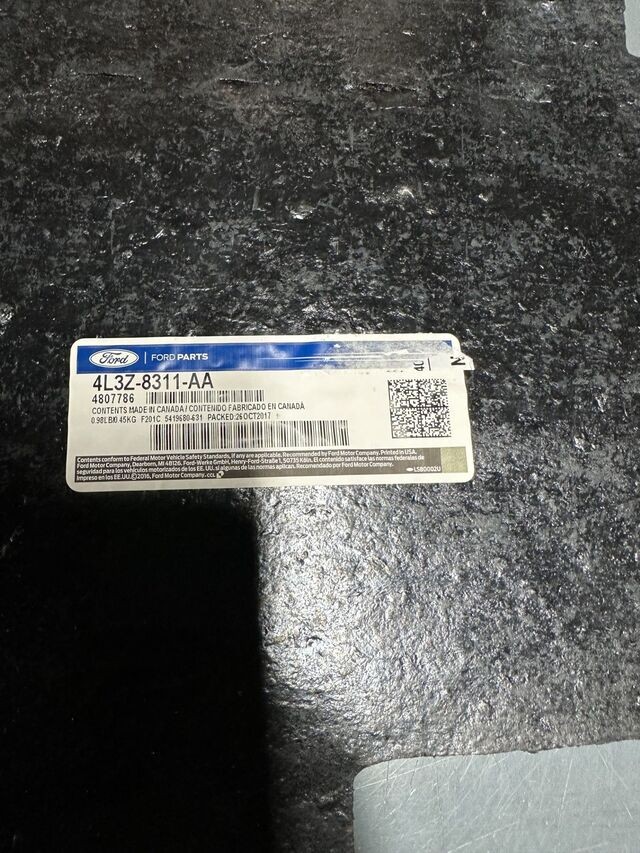 Ford | FORD PARTS
4L3Z-8311-AA
4807786
CONTENTS MADE IN CANADA / CONTENIDO FABRICADO EN CANADA
0.98LB/0.45KG F201C 5419680-631 PACKED:26OCT2017
Contents conform to Federal Motor Vehicle Safety Standards, if any are applicable. Recommended by Ford Motor Company. Printed in USA.
Ford Motor Company, Dearborn, MI 48126. Ford-Werke GmbH, Henry-Ford-Straße 1, 50735 Köln. El contenido satisface las normas federales de
seguridad para los vehículos motorizados de los EE. UU. si algunas de las normas aplican. Recomendado por Ford Motor Company.
Impreso en los EE.UU. ©2016, Ford Motor Company. CCL
LSB0002U